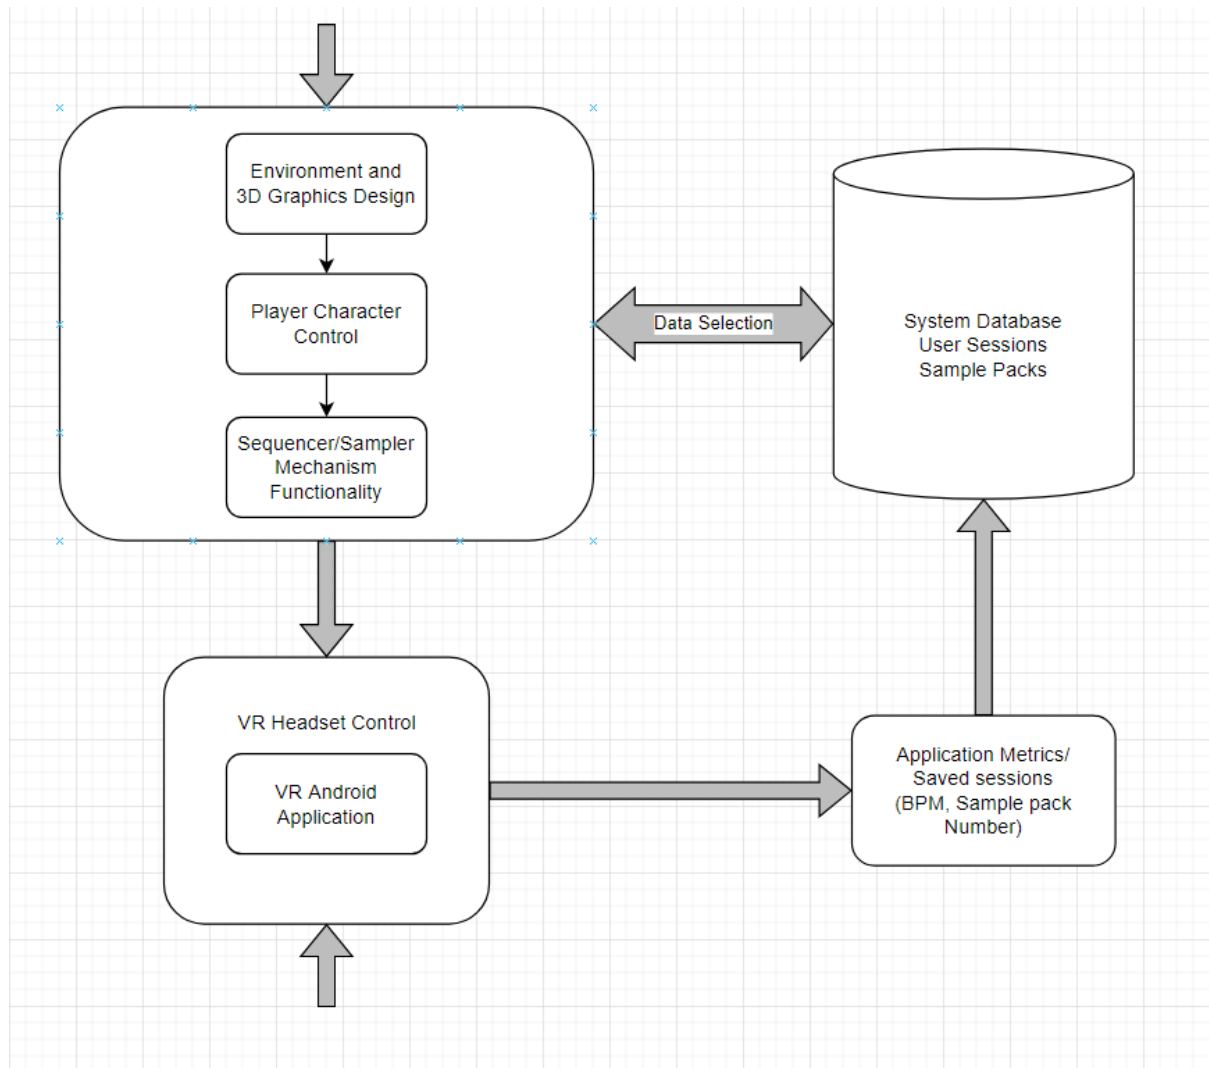 Environment and
3D Graphics Design
Player Character
Control
Sequencer/Sampler
Mechanism
Functionality
Data Selection
System Database
User Sessions
Sample Packs
VR Headset Control
VR Android
Application
Application Metrics/
Saved sessions
(BPM, Sample pack
Number)